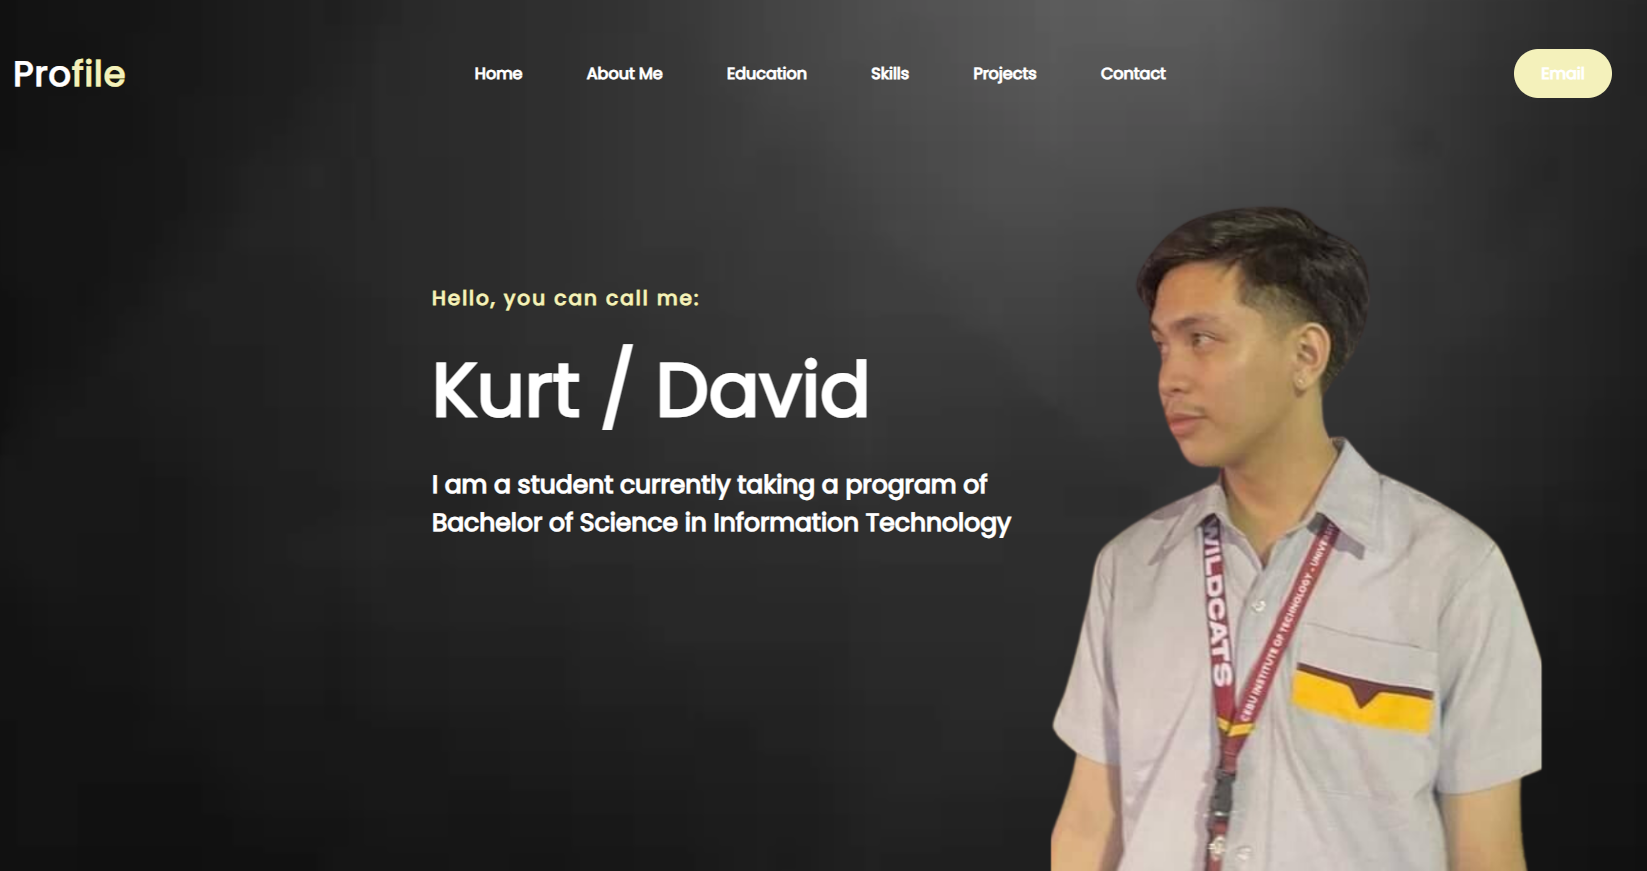 Profile
Home
About Me
Education
Skills
Projects
Contact
Email
Hello, you can call me:
Kurt / David
I am a student currently taking a program of
Bachelor of Science in Information Technology
WILDCATS
CEBU INSTITUTE OF TECHNOLOGY - UNIVERSITY